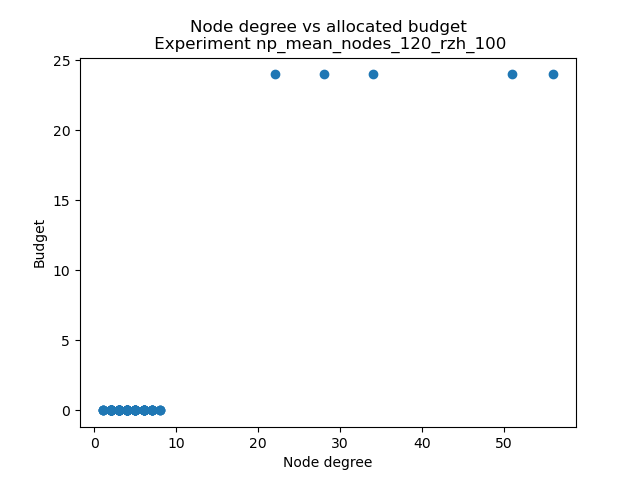 Node degree vs allocated budget
Experiment np_mean_nodes_120_rzh_100
25
20
15
10
5
0
Budget
0 10 20 30 40 50
Node degree